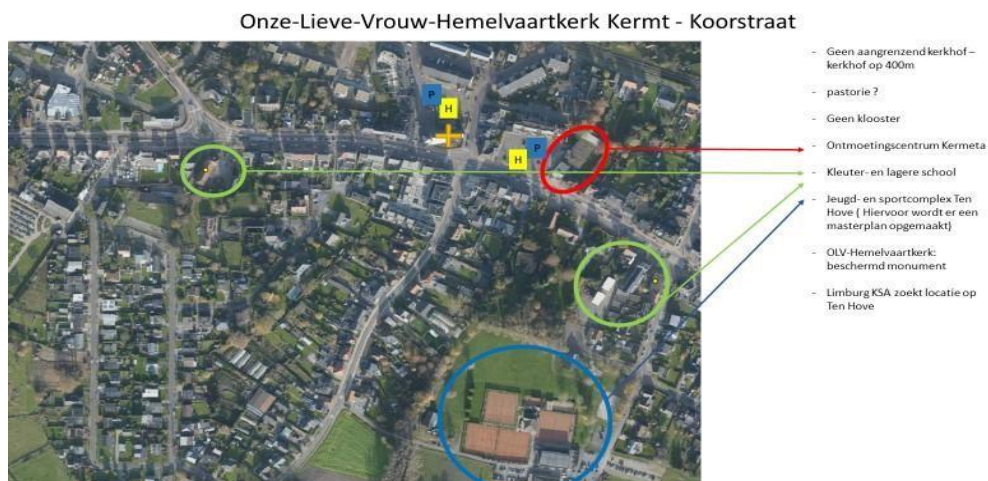 Onze-Lieve-Vrouw-Hemelvaartkerk Kermt - Koorstraat
- Geen aangrenzend kerkhof –
kerkhof op 400m
- pastorie ?
- Geen klooster
- Ontmoetingscentrum Kermeta
- Kleuter- en lagere school
- Jeugd- en sportcomplex Ten
Hove ( Hiervoor wordt er een
masterplan opgemaakt)
- OLV-Hemelvaartkerk:
beschermd monument
- Limburg KSA zoekt locatie op
Ten Hove
P
H
P
H